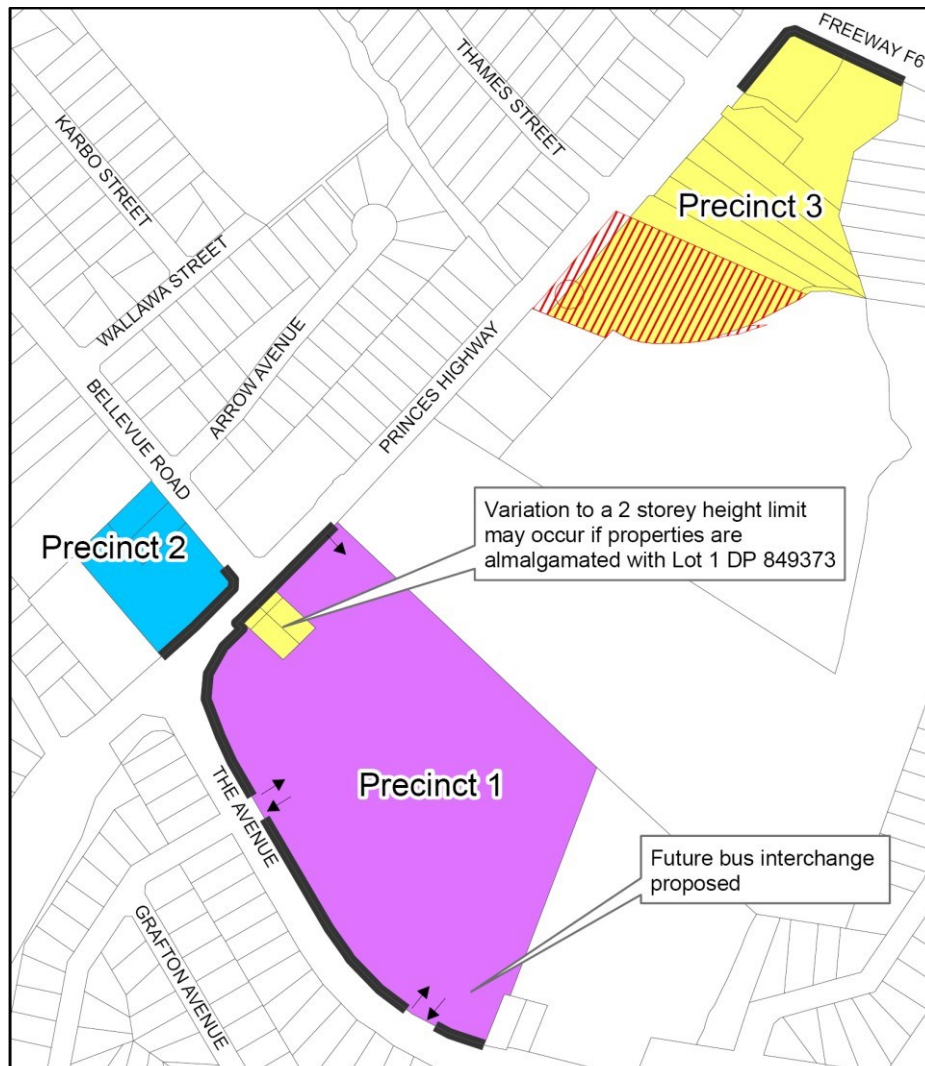 FREEWAY F6
THAMES STREET
KARBO STREET
Precinct 3
WALLAWA STREET
ARROW AVENUE
PRINCES HIGHWAY
BELLEVUE ROAD
Variation to a 2 storey height limit
may occur if properties are
almalgamated with Lot 1 DP 849373
Precinct 2
Precinct 1
THE AVENUE
Future bus interchange
proposed
GRAFTON AVENUE